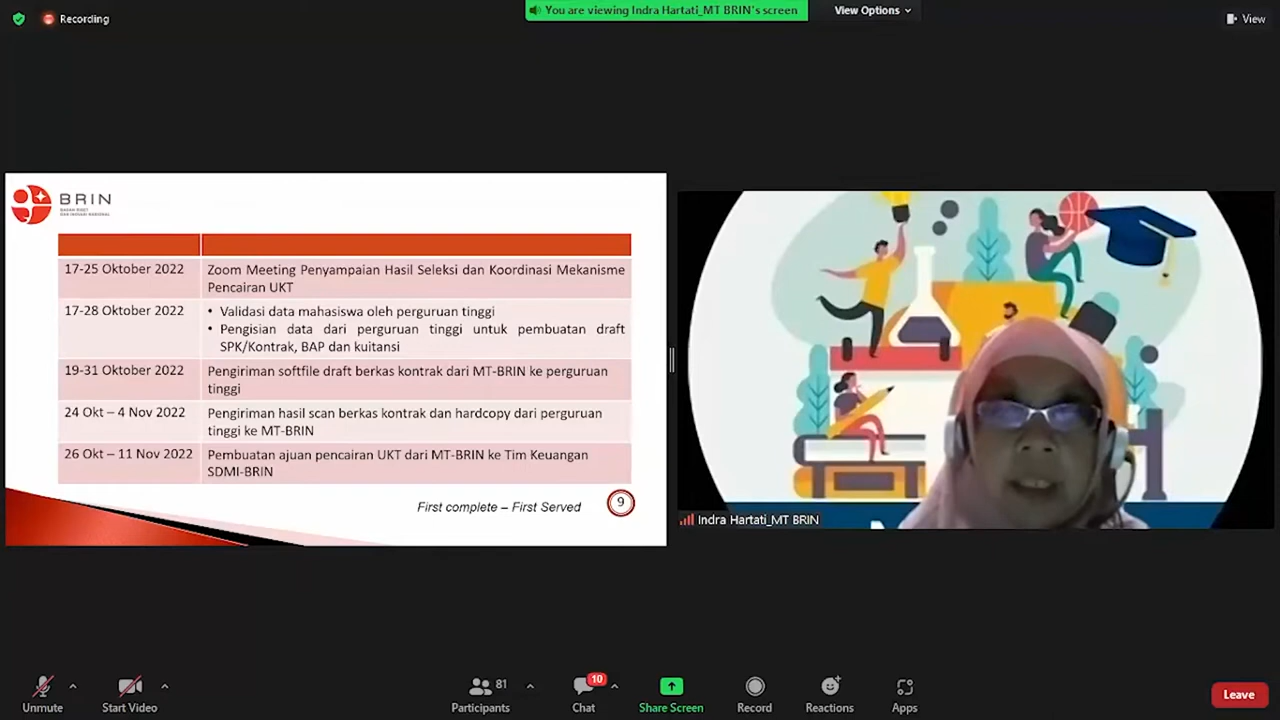 Recording
You are viewing Indra Hartati_MT BRIN's screen
View Options
View
BRIN
BADAN RISET
DAN INOVASI NASIONAL
17-25 Oktober 2022
Zoom Meeting Penyampaian Hasil Seleksi dan Koordinasi Mekanisme
Pencairan UKT
17-28 Oktober 2022
• Validasi data mahasiswa oleh perguruan tinggi
• Pengisian data dari perguruan tinggi untuk pembuatan draft
SPK/Kontrak, BAP dan kuitansi
19-31 Oktober 2022
Pengiriman softfile draft berkas kontrak dari MT-BRIN ke perguruan
tinggi
24 Okt – 4 Nov 2022
Pengiriman hasil scan berkas kontrak dan hardcopy dari perguruan
tinggi ke MT-BRIN
26 Okt – 11 Nov 2022
Pembuatan ajuan pencairan UKT dari MT-BRIN ke Tim Keuangan
SDMI-BRIN
First complete – First Served
9
Indra Hartati_MT BRIN
Unmute
Start Video
81
Participants
10
Chat
Share Screen
Record
Reactions
Apps
Leave